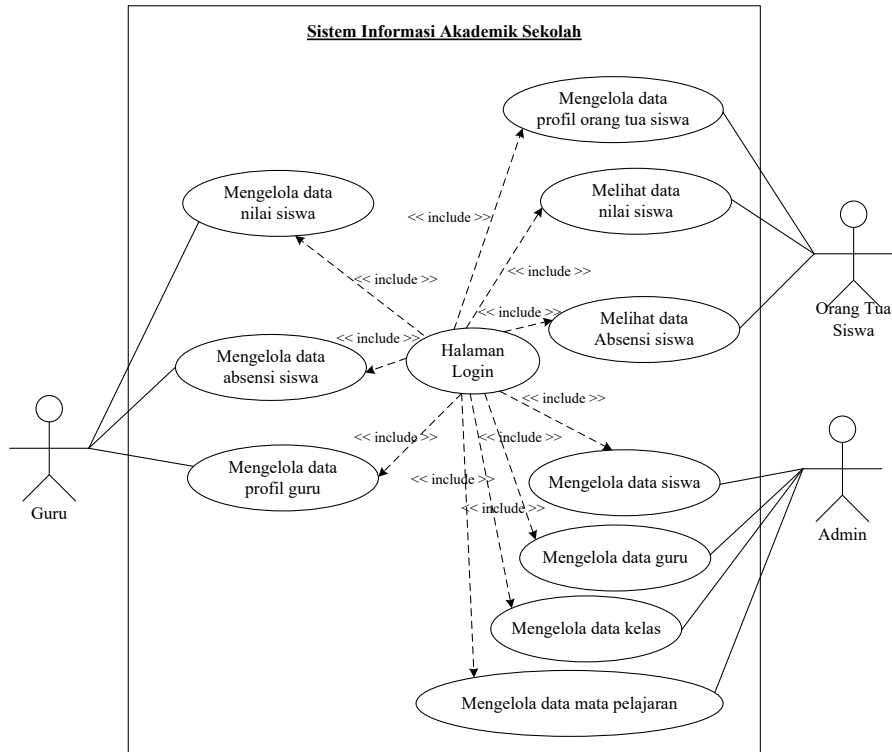 Sistem Informasi Akademik Sekolah
Mengelola data
profil orang tua siswa
Mengelola data
nilai siswa
Melihat data
nilai siswa
<< include >>
<< include >>
<< include >>
Orang Tua
Siswa
<< include >>
Melihat data
Absensi siswa
Mengelola data
absensi siswa
<< include >>
Halaman
Login
<< include >>
<< include >>
<< include >>
Mengelola data
profil guru
<< include >>
Mengelola data siswa
<< include >>
Guru
Admin
Mengelola data guru
Mengelola data kelas
Mengelola data mata pelajaran